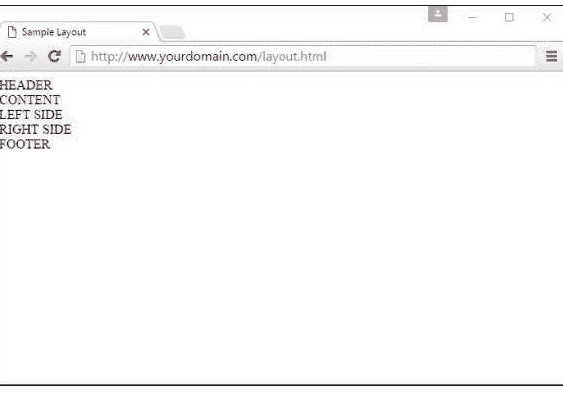 Sample Layout
http://www.yourdomain.com/layout.html
HEADER
CONTENT
LEFT SIDE
RIGHT SIDE
FOOTER